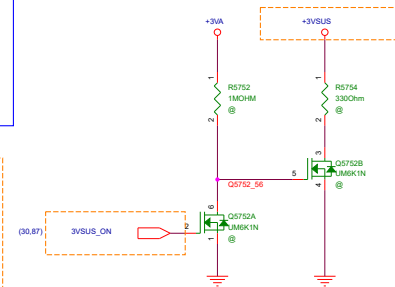 +3VA
+3VSUS
1
R5752
1MOHM
@
2
1
R5754
330Ohm
@
2
3
Q5752B
UM6K1N
@
5
4
Q5752_56
6
Q5752A
UM6K1N
@
2
1
(30,87)
3VSUS_ON